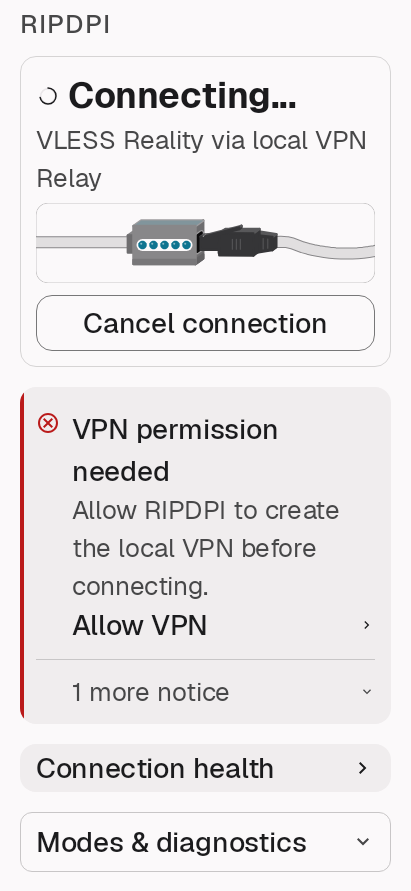 RIPDPI
Connecting...
VLESS Reality via local VPN
Relay
Cancel connection
VPN permission
needed
Allow RIPDPI to create
the local VPN before
connecting.
Allow VPN
1 more notice
Connection health
Modes & diagnostics